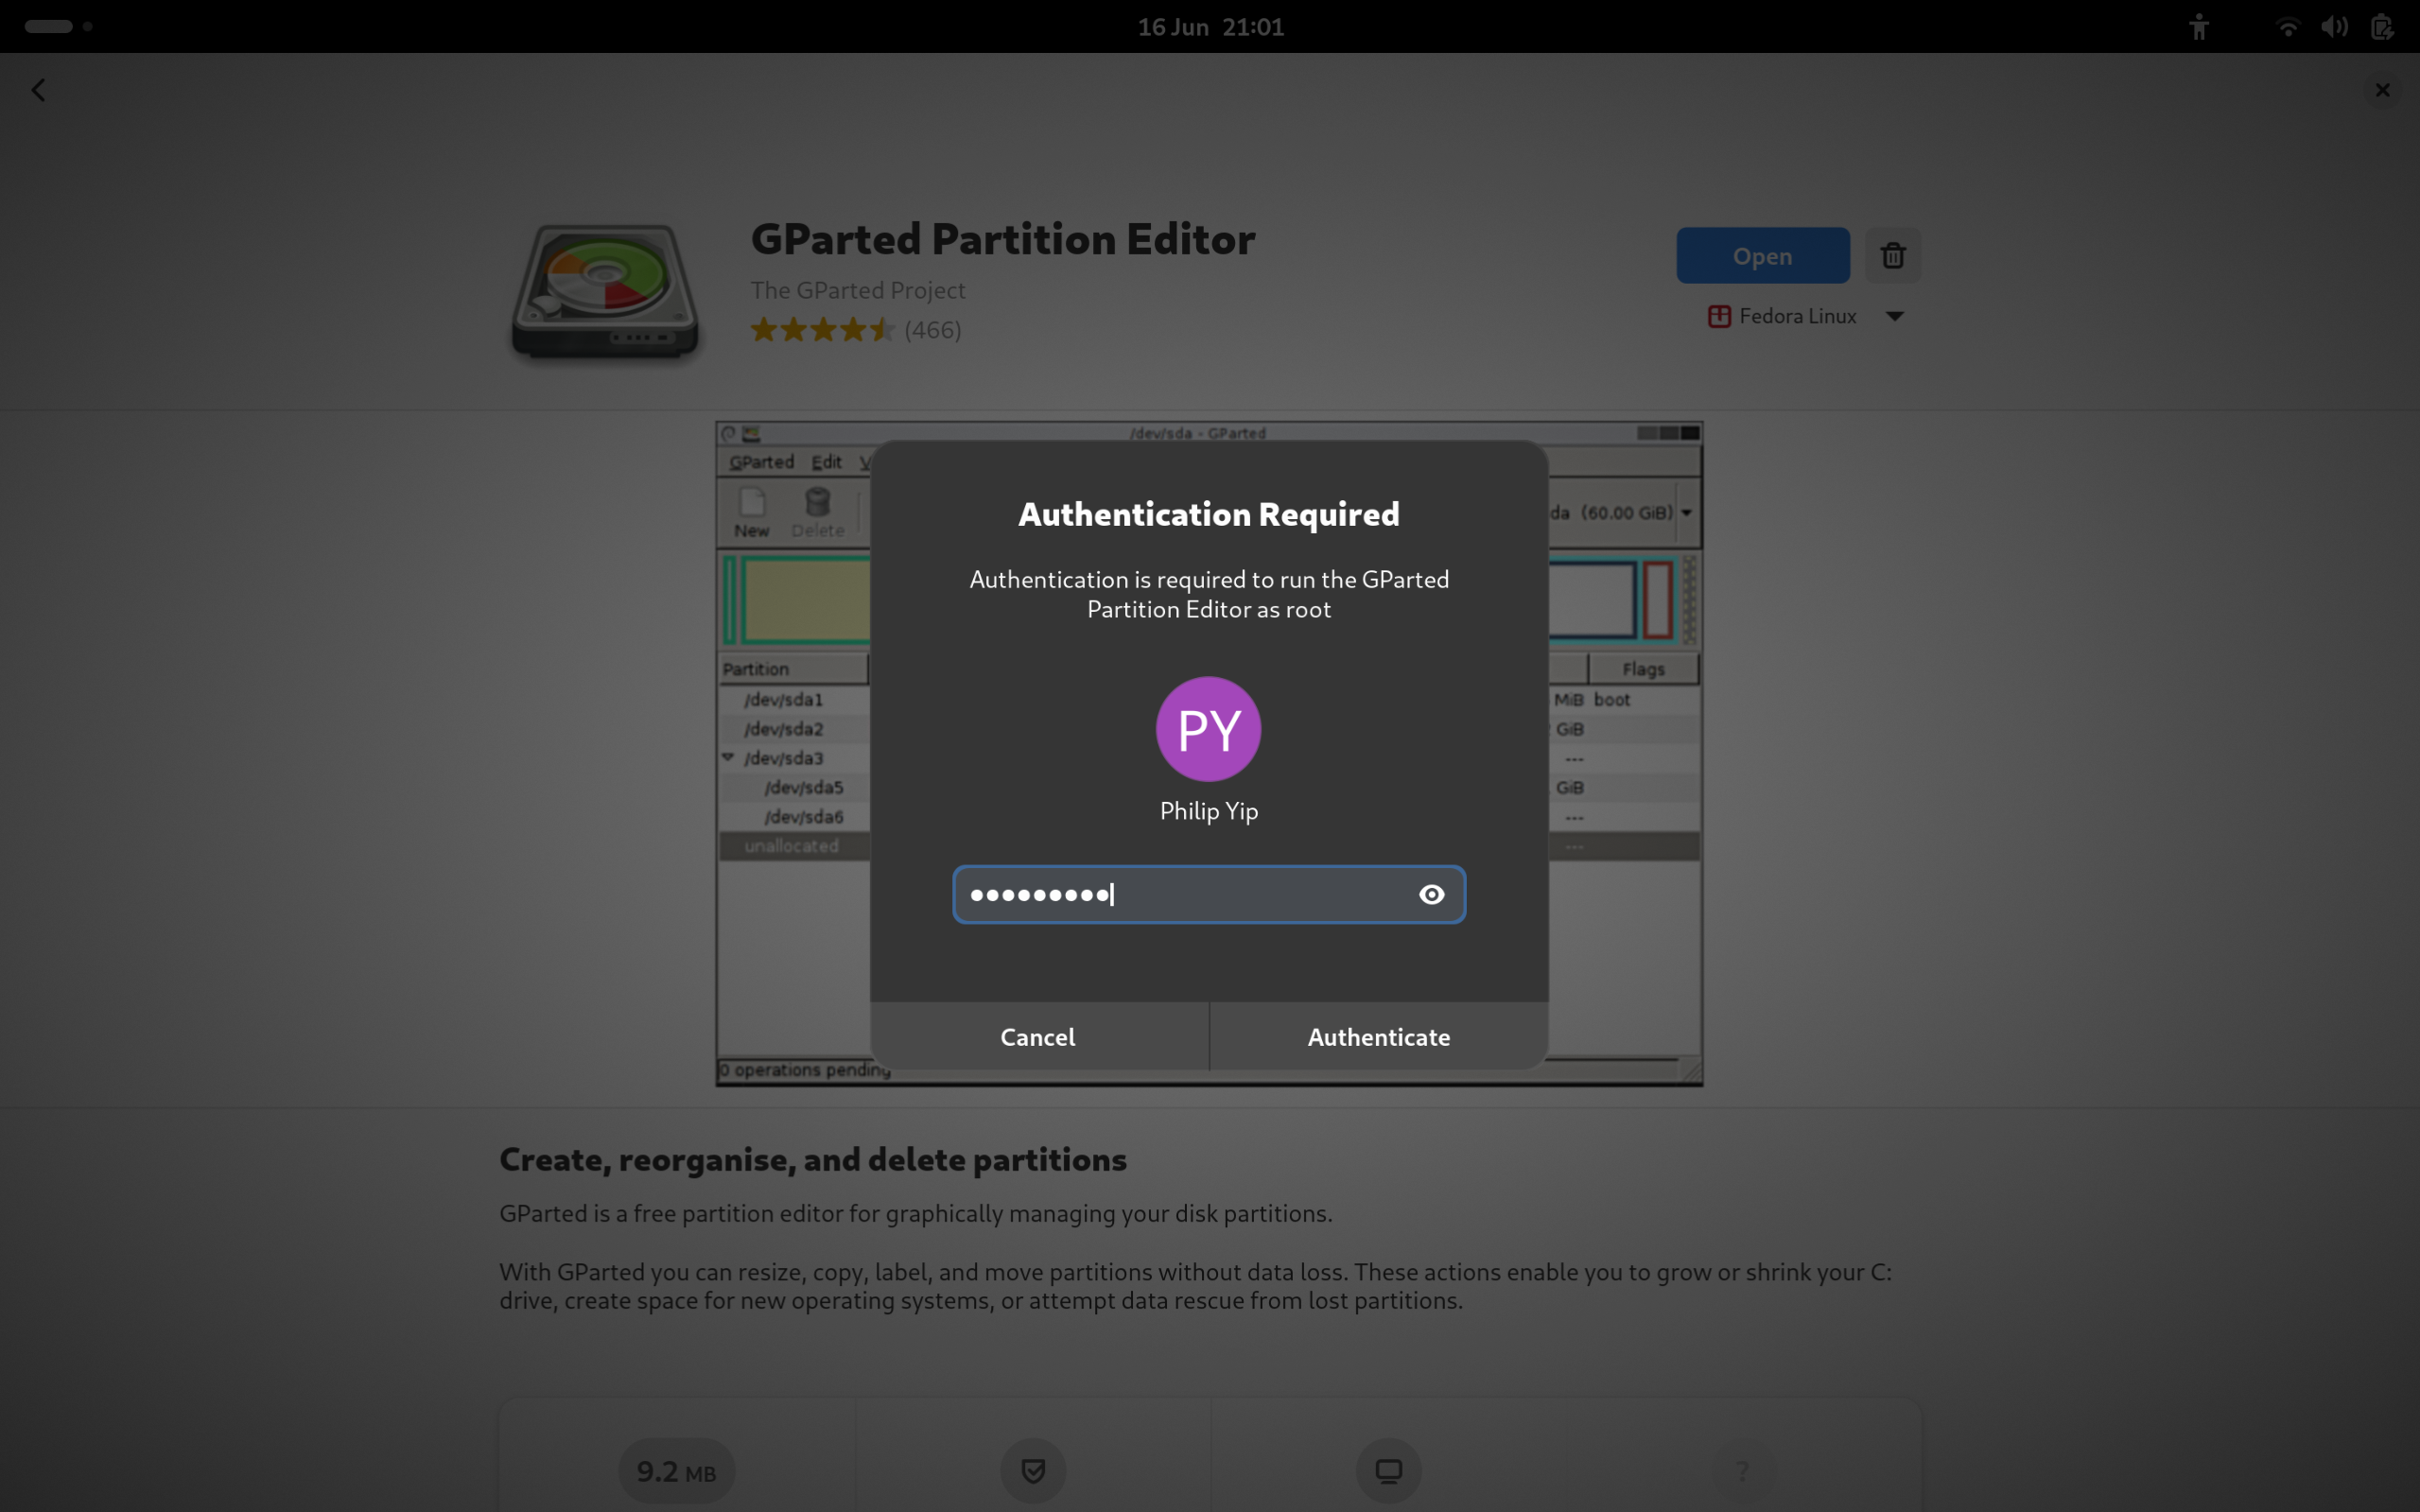 16 Jun 21:01
GParted Partition Editor
The GParted Project
(466)
Open
Fedora Linux
/dev/sda - GParted
GParted Edit V
New Delete
da (60.00 GiB)
Authentication Required
Authentication is required to run the GParted
Partition Editor as root
PY
Philip Yip
●●●●●●●●●
Cancel Authenticate
Partition Flags
/dev/sda1 MiB boot
/dev/sda2 GiB
/dev/sda3 ---
/dev/sda5 GiB
/dev/sda6 ---
unallocated ---
0 operations pending
Create, reorganise, and delete partitions
GParted is a free partition editor for graphically managing your disk partitions.
With GParted you can resize, copy, label, and move partitions without data loss. These actions enable you to grow or shrink your C:
drive, create space for new operating systems, or attempt data rescue from lost partitions.
9.2 MB
?